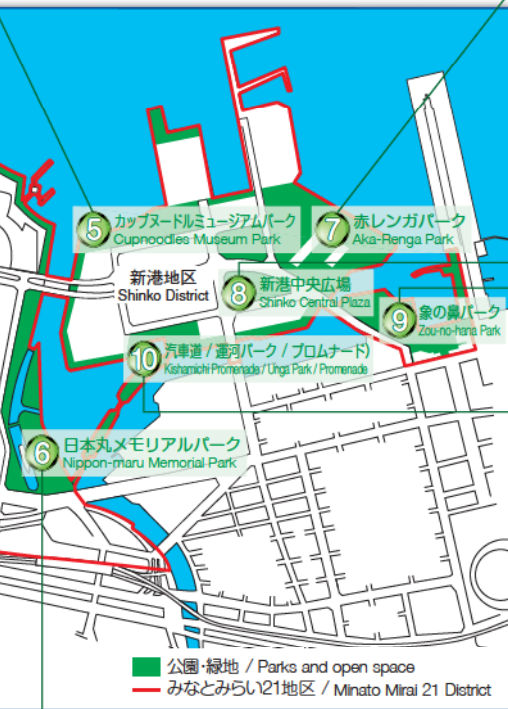 5 カップヌードルミュージアムパーク
Cupnoodles Museum Park
7 赤レンガパーク
Aka-Renga Park
新港地区
Shinko District
8 新港中央広場
Shinko Central Plaza
9 象の鼻パーク
Zou-no-hana Park
10 汽車道 / 運河パーク / プロムナード)
Kishamichi Promenade / Unga Park / Promenade
6 日本丸メモリアルパーク
Nippon-maru Memorial Park
公園・緑地 / Parks and open space
みなとみらい21地区 / Minato Mirai 21 District